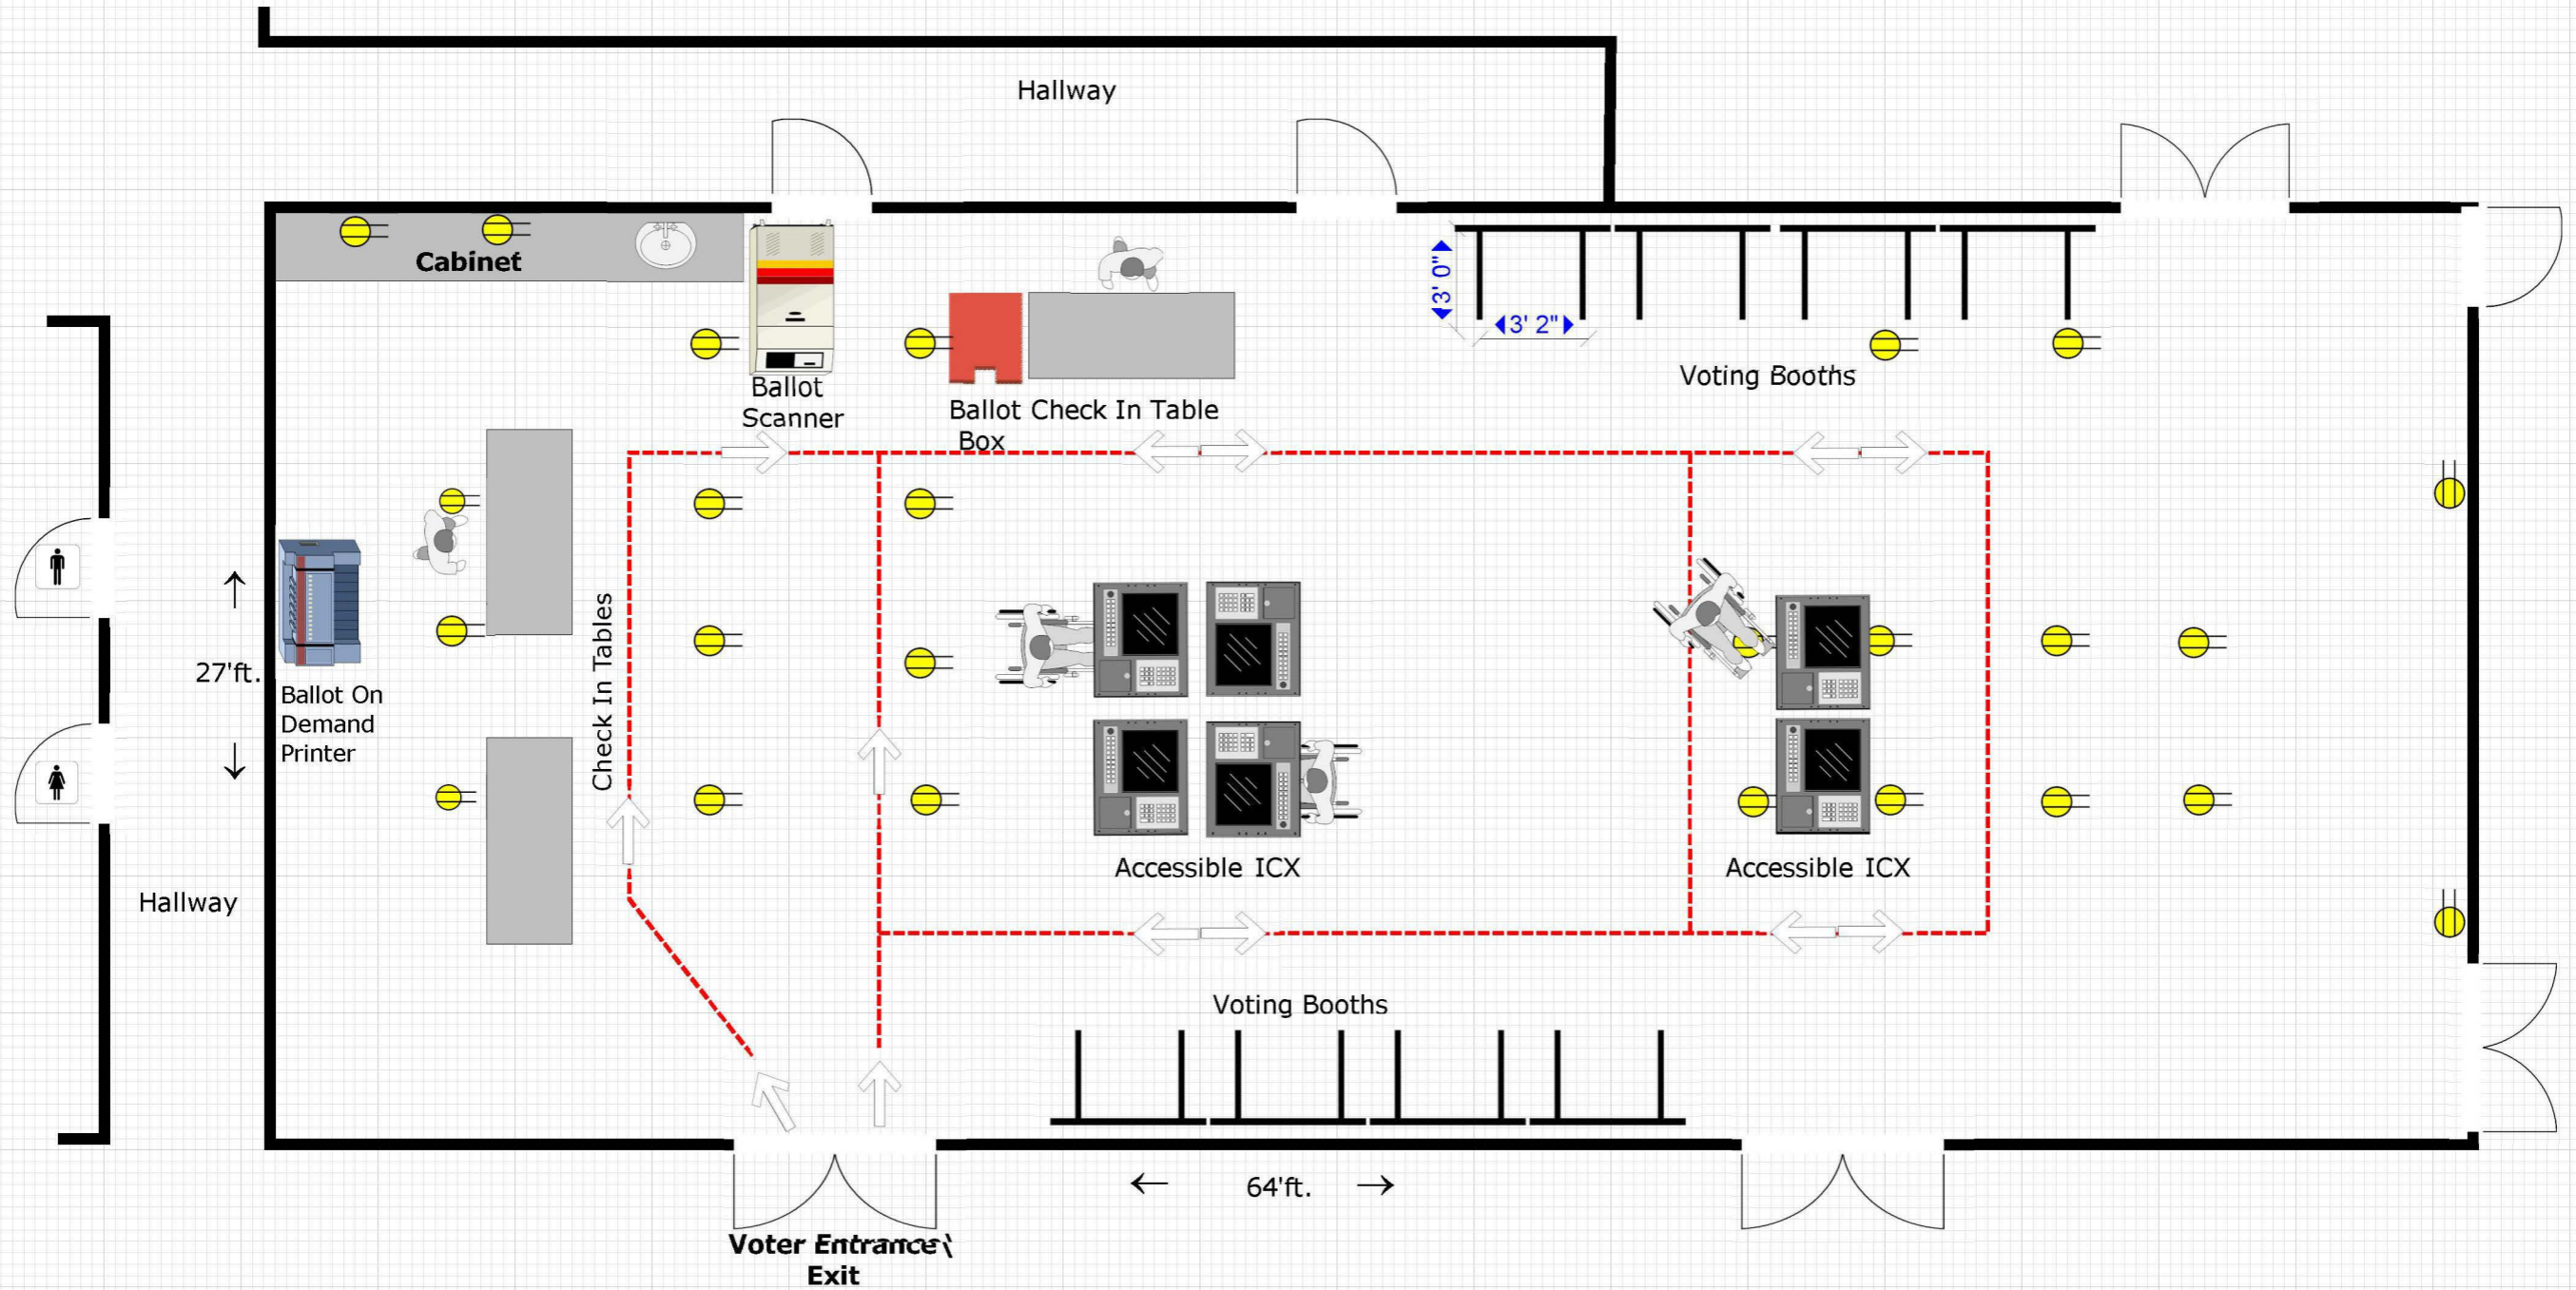 Hallway
Cabinet
3' 0"
3' 2"
Ballot
Scanner
Ballot Check In Table
Box
Voting Booths
Check In Tables
27'ft.
Ballot On
Demand
Printer
Accessible ICX
Accessible ICX
Hallway
Voting Booths
64'ft.
Voter Entrance\
Exit